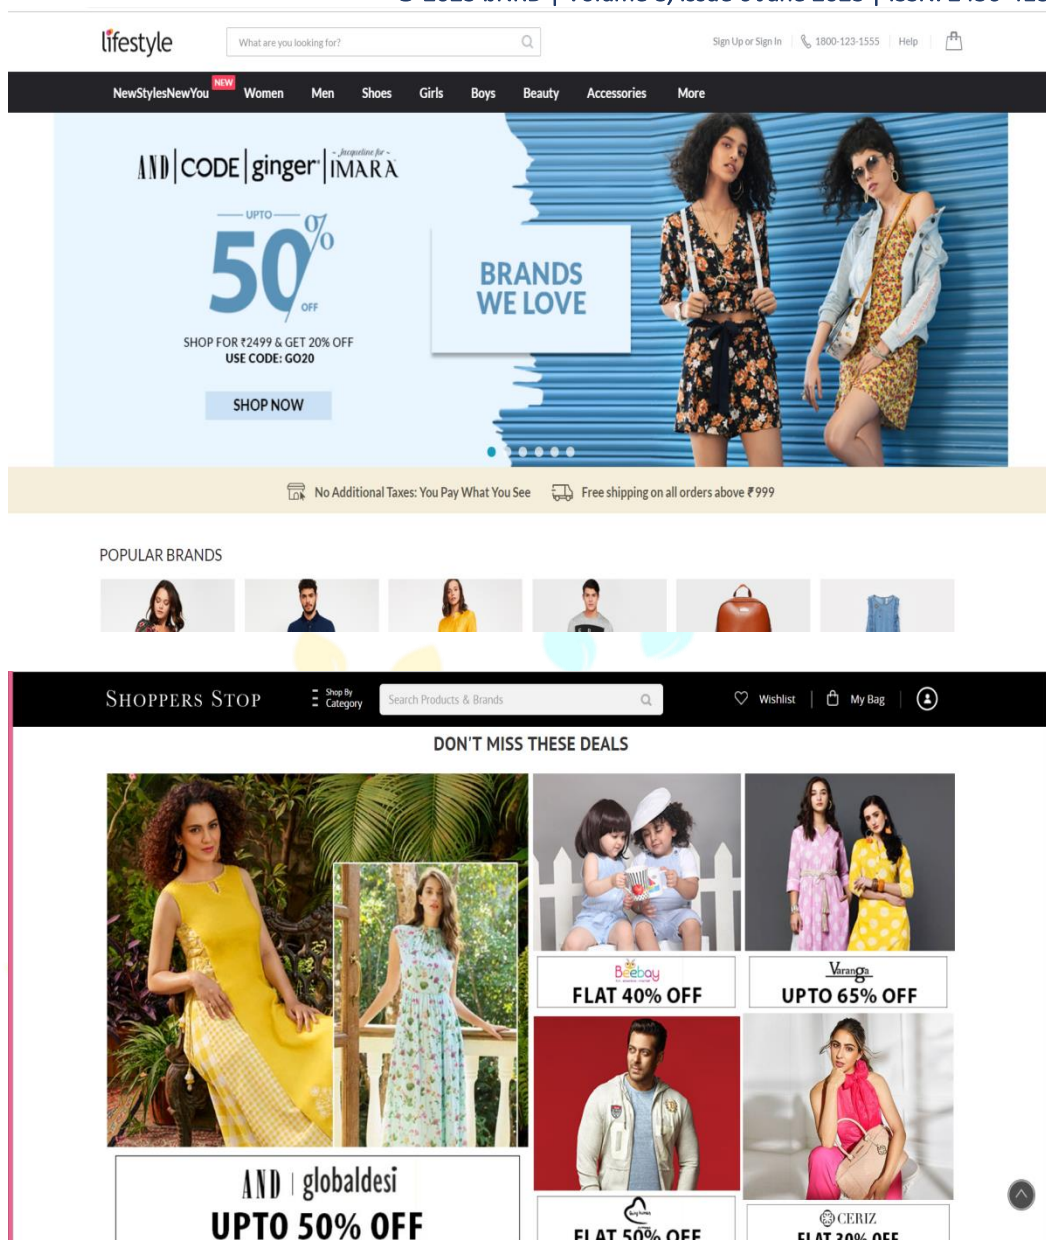 lifestyle
What are you looking for?
Sign Up or Sign In
1800-123-1555
Help
NewStylesNewYou NEW Women Men Shoes Girls Boys Beauty Accessories More
AND CODE ginger Jacqueline for IMARA
UPTO
50%
OFF
SHOP FOR ₹2499 & GET 20% OFF
USE CODE: GO20
SHOP NOW
BRANDS
WE LOVE
No Additional Taxes: You Pay What You See
Free shipping on all orders above ₹999
POPULAR BRANDS
SHOPPERS STOP
Shop By
Category
Search Products & Brands
Wishlist
My Bag
DON'T MISS THESE DEALS
Beebay
FLAT 40% OFF
Varanga
UPTO 65% OFF
AND globaldesi
UPTO 50% OFF
FLAT 50% OFF
CERIZ
FLAT 30% OFF